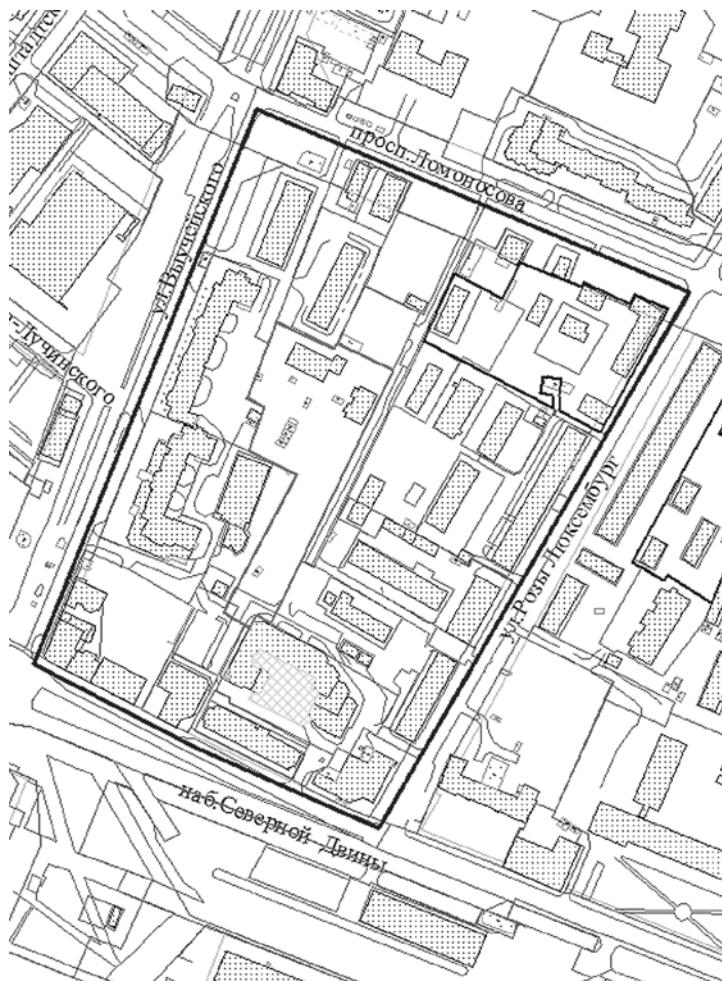 просп.Ломоносова
ул.Выучейского
-Лучинского
ул.Розы Люксембург
наб.Северной Двины